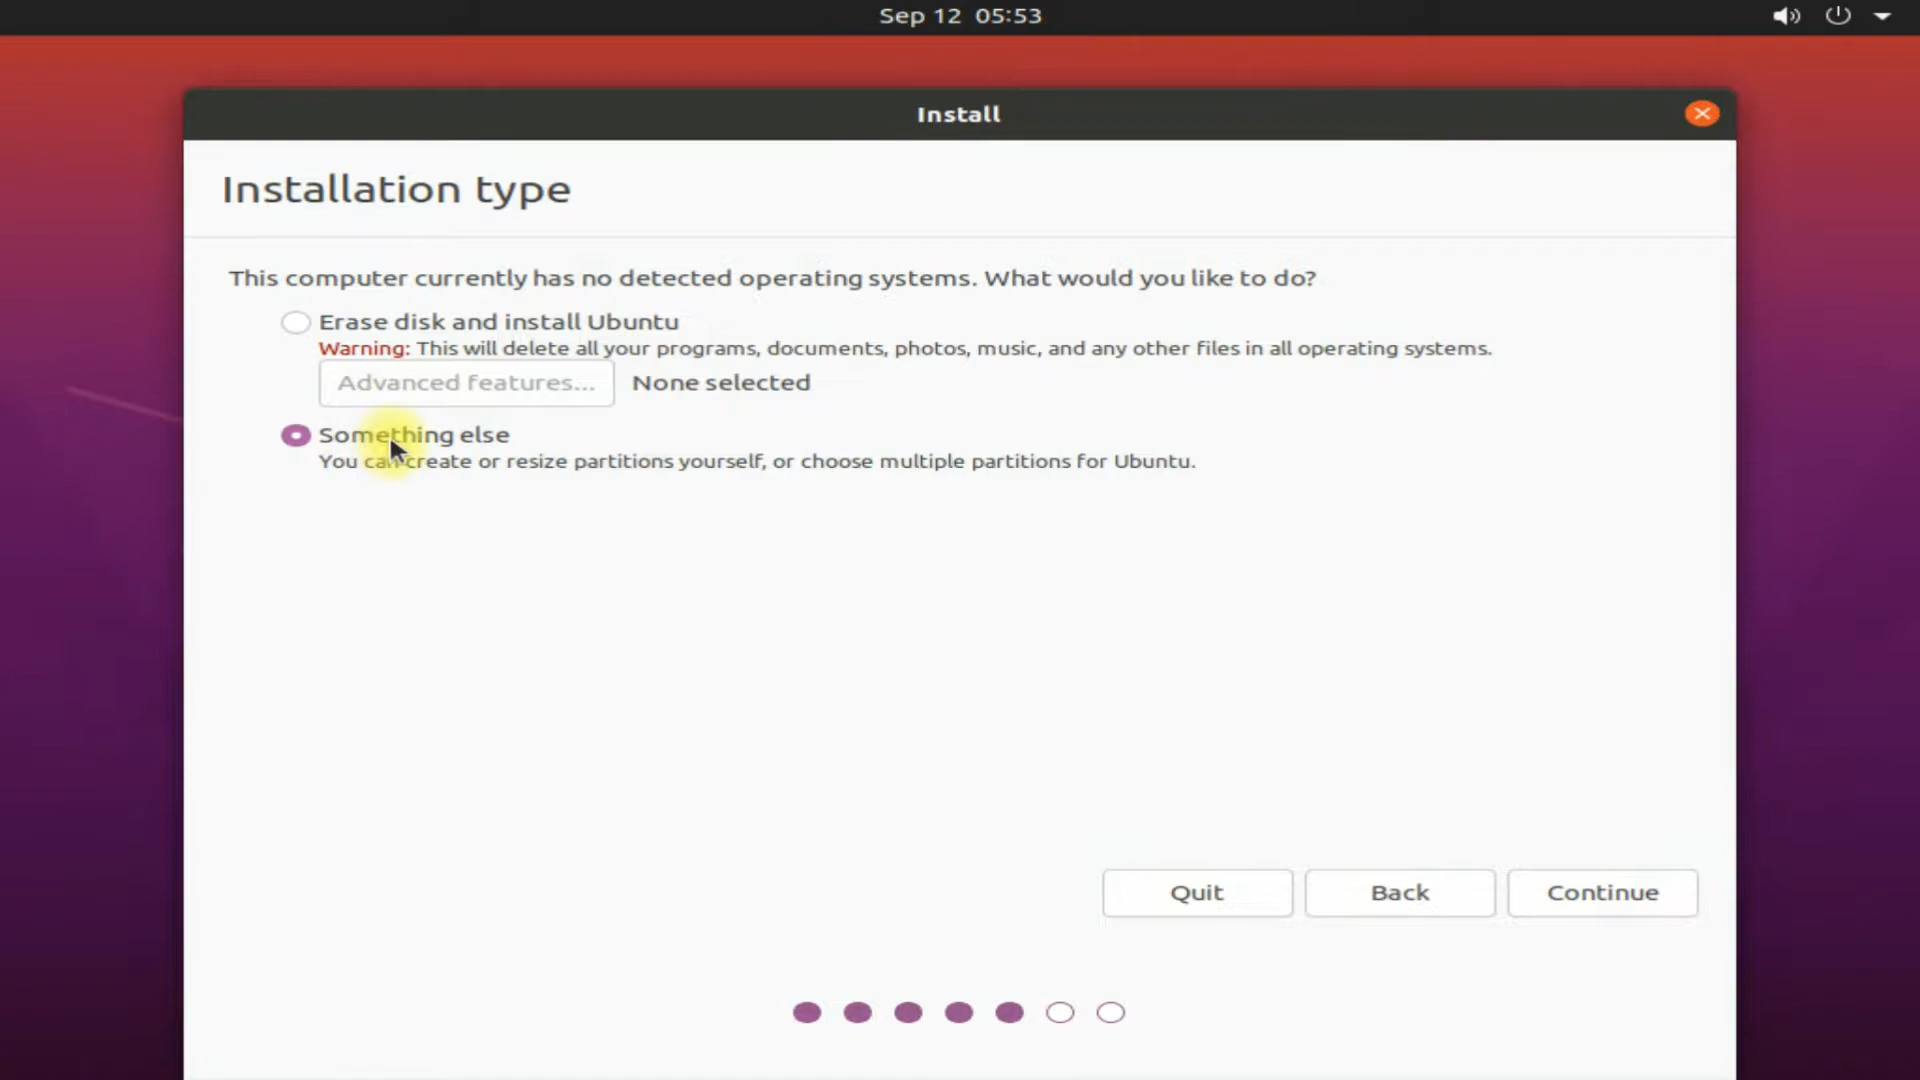 Sep 12 05:53
Install
Installation type
This computer currently has no detected operating systems. What would you like to do?
Erase disk and install Ubuntu
Warning: This will delete all your programs, documents, photos, music, and any other files in all operating systems.
Advanced features... None selected
Something else
You can create or resize partitions yourself, or choose multiple partitions for Ubuntu.
Quit Back Continue